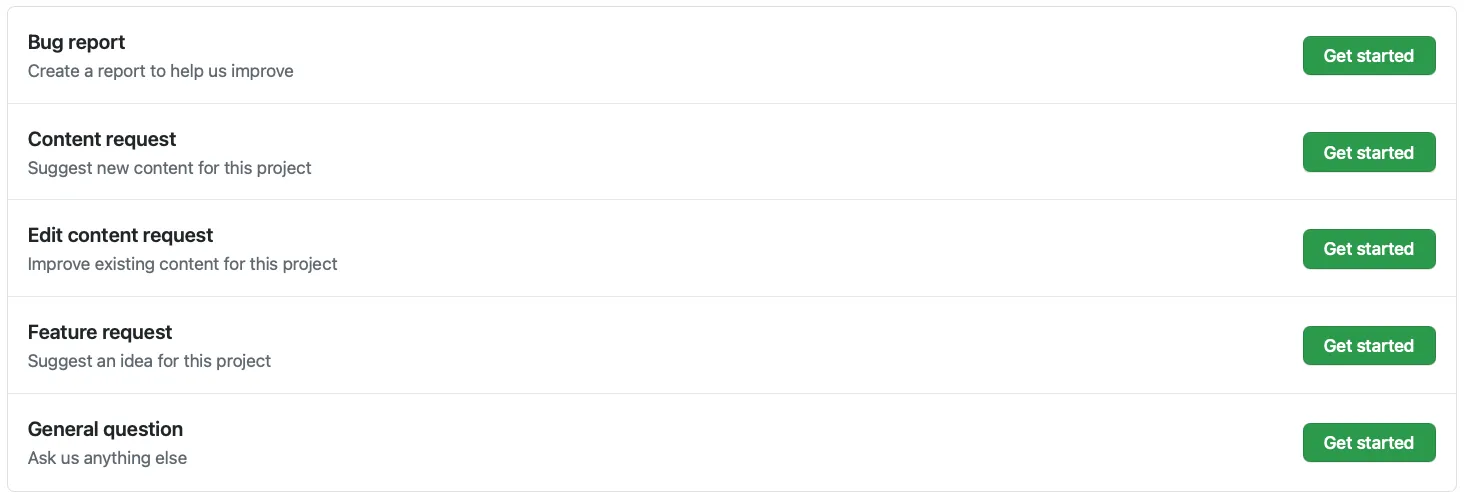 Bug report
Create a report to help us improve
Get started
Content request
Suggest new content for this project
Get started
Edit content request
Improve existing content for this project
Get started
Feature request
Suggest an idea for this project
Get started
General question
Ask us anything else
Get started